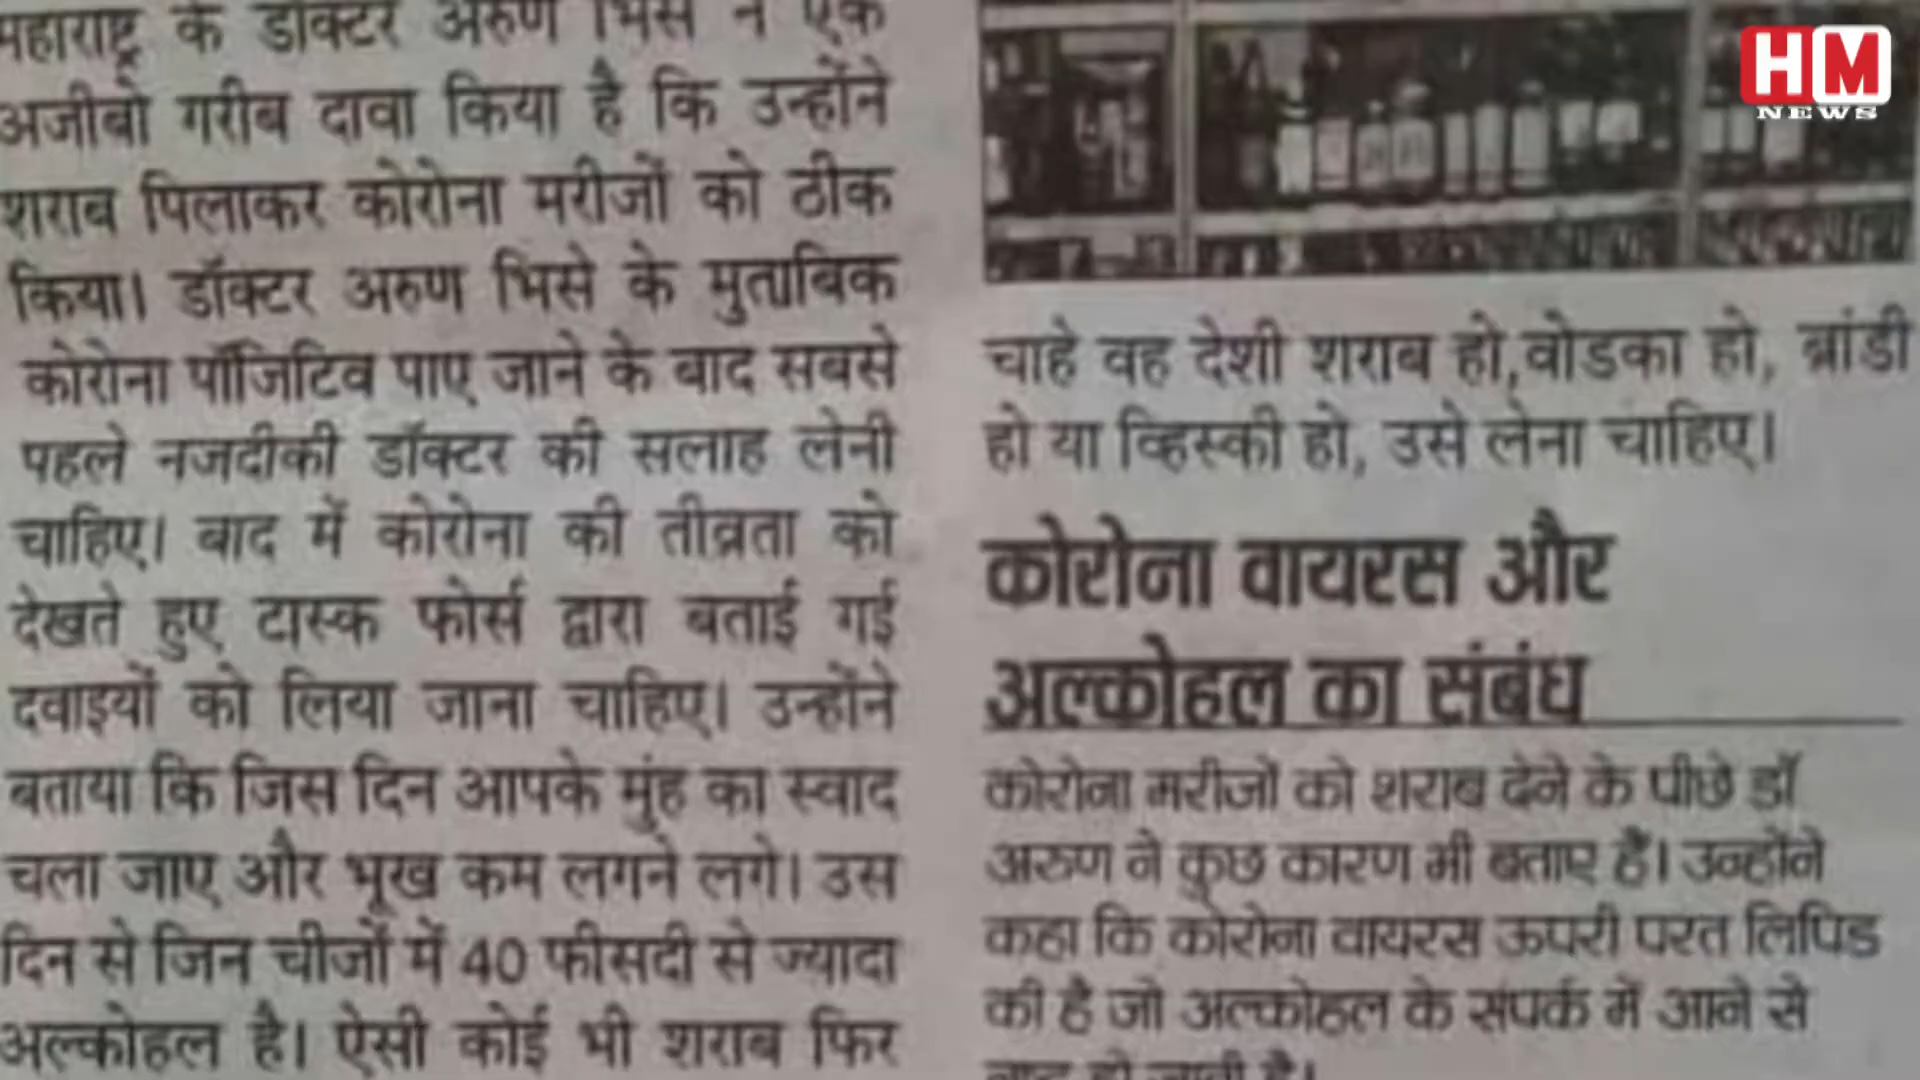 महाराष्ट्र के डॉक्टर अरुण भिसे ने एक
अजीबो गरीब दावा किया है कि उन्होंने
शराब पिलाकर कोरोना मरीजों को ठीक
किया। डॉक्टर अरुण भिसे के मुताबिक
कोरोना पॉजिटिव पाए जाने के बाद सबसे
पहले नजदीकी डॉक्टर की सलाह लेनी
चाहिए। बाद में कोरोना की तीव्रता को
देखते हुए टास्क फोर्स द्वारा बताई गई
दवाइयों को लिया जाना चाहिए। उन्होंने
बताया कि जिस दिन आपके मुंह का स्वाद
चला जाए और भूख कम लगने लगे। उस
दिन से जिन चीजों में 40 फीसदी से ज्यादा
अल्कोहल है। ऐसी कोई भी शराब फिर
चाहे वह देशी शराब हो,वोडका हो, ब्रांडी
हो या व्हिस्की हो, उसे लेना चाहिए।
कोरोना वायरस और
अल्कोहल का संबंध
कोरोना मरीजों को शराब देने के पीछे डॉ
अरुण ने कुछ कारण भी बताए हैं। उन्होंने
कहा कि कोरोना वायरस ऊपरी परत लिपिड
की है जो अल्कोहल के संपर्क में आने से
HM
NEWS